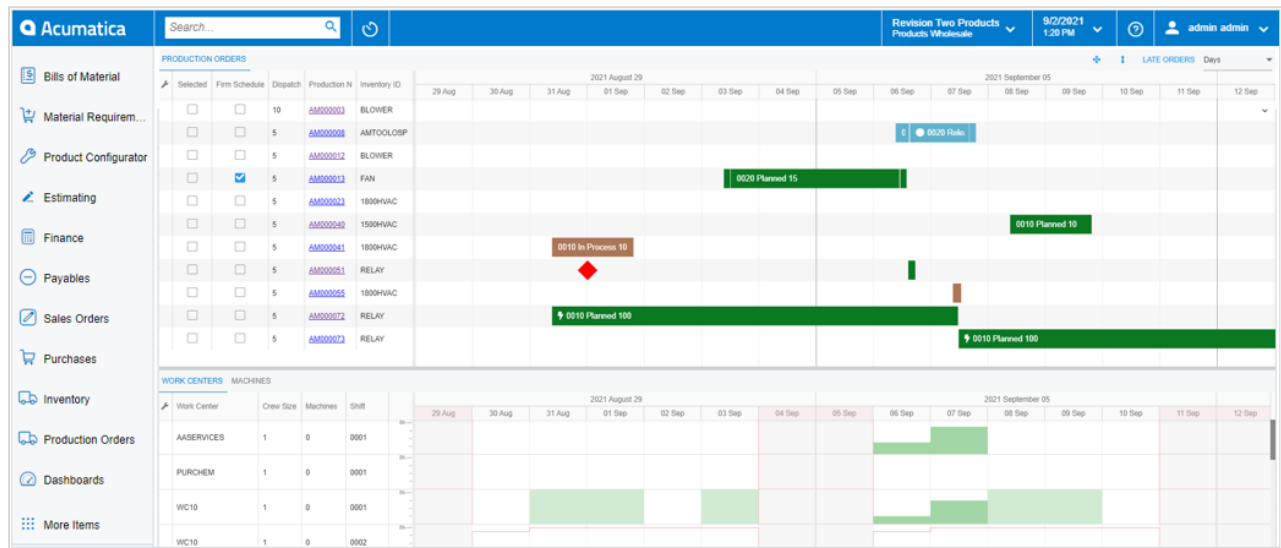 Acumatica
Search...
Revision Two Products
Products Wholesale
9/2/2021
1:20 PM
admin admin
Bills of Material
Material Requirem...
Product Configurator
Estimating
Finance
Payables
Sales Orders
Purchases
Inventory
Production Orders
Dashboards
More Items
PRODUCTION ORDERS
LATE ORDERS Days
Selected Firm Schedule Dispatch Production N Inventory ID
2021 August 29 2021 September 05
29 Aug 30 Aug 31 Aug 01 Sep 02 Sep 03 Sep 04 Sep 05 Sep 06 Sep 07 Sep 08 Sep 09 Sep 10 Sep 11 Sep 12 Sep
10 AM000003 BLOWER
5 AM000008 AMTOOLOSP 0020 Rele
5 AM000012 BLOWER
5 AM000013 FAN 0020 Planned 15
5 AM000023 1800HVAC
5 AM000040 1500HVAC 0010 Planned 10
5 AM000041 1800HVAC 0010 In Process 10
5 AM000051 RELAY
5 AM000055 1800HVAC
5 AM000072 RELAY 0010 Planned 100
5 AM000073 RELAY 0010 Planned 100
WORK CENTERS MACHINES
Work Center Crew Size Machines Shift
2021 August 29 2021 September 05
29 Aug 30 Aug 31 Aug 01 Sep 02 Sep 03 Sep 04 Sep 05 Sep 06 Sep 07 Sep 08 Sep 09 Sep 10 Sep 11 Sep 12 Sep
AASERVICES 1 0 0001
PURCHEM 1 0 0001
WC10 1 0 0001
WC10 1 0 0002